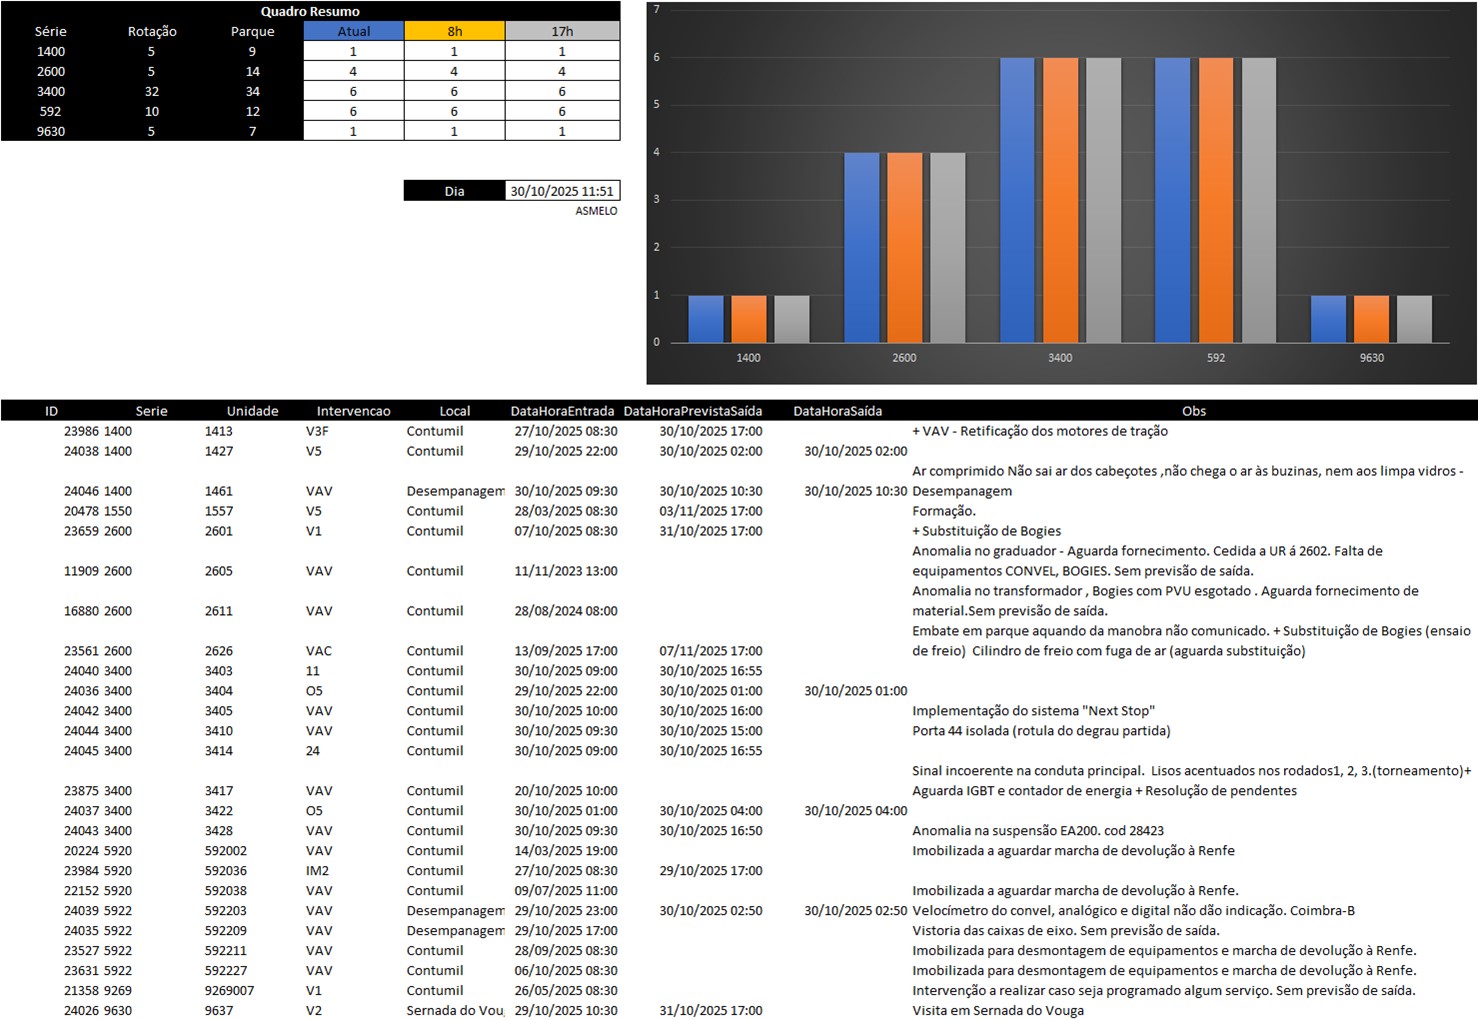 Quadro Resumo
Série Rotação Parque Atual 8h 17h
1400 5 9 1 1 1
2600 5 14 4 4 4
3400 32 34 6 6 6
592 10 12 6 6 6
9630 5 7 1 1 1
Dia 30/10/2025 11:51
ASMELO
7
6
5
4
3
2
1
0
1400 2600 3400 592 9630
ID Serie Unidade Intervencao Local DataHoraEntrada DataHoraPrevistaSaída DataHoraSaída Obs
23986 1400 1413 V3F Contumil 27/10/2025 08:30 30/10/2025 17:00 + VAV - Retificação dos motores de tração
24038 1400 1427 V5 Contumil 29/10/2025 22:00 30/10/2025 02:00 30/10/2025 02:00
Ar comprimido Não sai ar dos cabeçotes ,não chega o ar às buzinas, nem aos limpa vidros -
24046 1400 1461 VAV Desempanagem 30/10/2025 09:30 30/10/2025 10:30 30/10/2025 10:30 Desempanagem
20478 1550 1557 V5 Contumil 28/03/2025 08:30 03/11/2025 17:00 Formação.
23659 2600 2601 V1 Contumil 07/10/2025 08:30 31/10/2025 17:00 + Substituição de Bogies
Anomalia no graduador - Aguarda fornecimento. Cedida a UR á 2602. Falta de
11909 2600 2605 VAV Contumil 11/11/2023 13:00 equipamentos CONVEL, BOGIES. Sem previsão de saída.
Anomalia no transformador , Bogies com PVU esgotado . Aguarda fornecimento de
16880 2600 2611 VAV Contumil 28/08/2024 08:00 material.Sem previsão de saída.
Embate em parque aquando da manobra não comunicado. + Substituição de Bogies (ensaio
23561 2600 2626 VAC Contumil 13/09/2025 17:00 07/11/2025 17:00 de freio)  Cilindro de freio com fuga de ar (aguarda substituição)
24040 3400 3403 11 Contumil 30/10/2025 09:00 30/10/2025 16:55
24036 3400 3404 O5 Contumil 29/10/2025 22:00 30/10/2025 01:00 30/10/2025 01:00
24042 3400 3405 VAV Contumil 30/10/2025 10:00 30/10/2025 16:00 Implementação do sistema "Next Stop"
24044 3400 3410 VAV Contumil 30/10/2025 09:30 30/10/2025 15:00 Porta 44 isolada (rotula do degrau partida)
24045 3400 3414 24 Contumil 30/10/2025 09:00 30/10/2025 16:55
Sinal incoerente na conduta principal.  Lisos acentuados nos rodados1, 2, 3.(torneamento)+
23875 3400 3417 VAV Contumil 20/10/2025 10:00 Aguarda IGBT e contador de energia + Resolução de pendentes
24037 3400 3422 O5 Contumil 30/10/2025 01:00 30/10/2025 04:00 30/10/2025 04:00
24043 3400 3428 VAV Contumil 30/10/2025 09:30 30/10/2025 16:50 Anomalia na suspensão EA200. cod 28423
20224 5920 592002 VAV Contumil 14/03/2025 19:00 Imobilizada a aguardar marcha de devolução à Renfe
23984 5920 592036 IM2 Contumil 27/10/2025 08:30 29/10/2025 17:00
22152 5920 592038 VAV Contumil 09/07/2025 11:00 Imobilizada a aguardar marcha de devolução à Renfe.
24039 5922 592203 VAV Desempanagem 29/10/2025 23:00 30/10/2025 02:50 30/10/2025 02:50 Velocímetro do convel, analógico e digital não dão indicação. Coimbra-B
24035 5922 592209 VAV Desempanagem 29/10/2025 17:00 Vistoria das caixas de eixo. Sem previsão de saída.
23527 5922 592211 VAV Contumil 28/09/2025 08:30 Imobilizada para desmontagem de equipamentos e marcha de devolução à Renfe.
23631 5922 592227 VAV Contumil 06/10/2025 08:30 Imobilizada para desmontagem de equipamentos e marcha de devolução à Renfe.
21358 9269 9269007 V1 Contumil 26/05/2025 08:30 Intervenção a realizar caso seja programado algum serviço. Sem previsão de saída.
24026 9630 9637 V2 Sernada do Vou 29/10/2025 10:30 31/10/2025 17:00 Visita em Sernada do Vouga